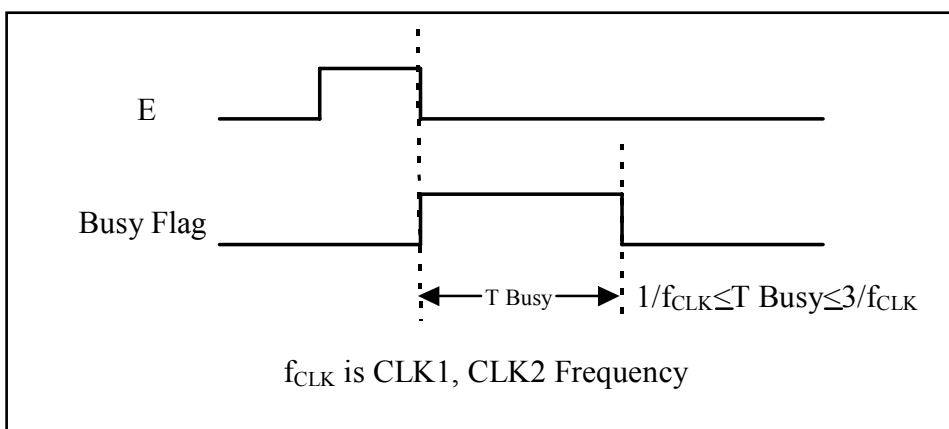 E
Busy Flag
T Busy
1/fCLK≤T Busy≤3/fCLK
fCLK is CLK1, CLK2 Frequency